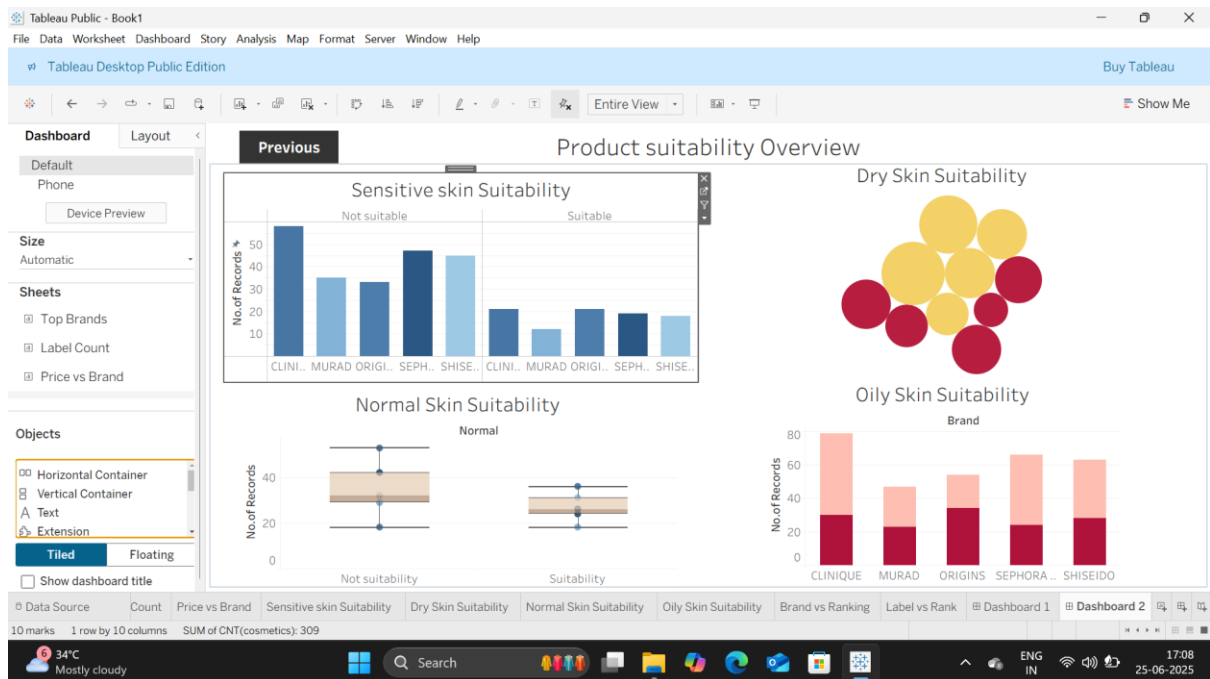 Tableau Public - Book1
File Data Worksheet Dashboard Story Analysis Map Format Server Window Help
Tableau Desktop Public Edition
Buy Tableau
Entire View
Show Me
Dashboard Layout
Default
Phone
Device Preview
Size
Automatic
Sheets
Top Brands
Label Count
Price vs Brand
Objects
Horizontal Container
Vertical Container
Text
Extension
Tiled Floating
Show dashboard title
Previous
Product suitability Overview
Sensitive skin Suitability
Not suitable Suitable
No.of Records
50
40
30
20
10
CLINI.. MURAD ORIGI.. SEPH.. SHISE.. CLINI.. MURAD ORIGI.. SEPH.. SHISE..
Dry Skin Suitability
Normal Skin Suitability
Normal
No.of Records
40
20
0
Not suitability Suitability
Oily Skin Suitability
Brand
No.of Records
80
60
40
20
0
CLINIQUE MURAD ORIGINS SEPHORA .. SHISEIDO
Data Source Count Price vs Brand Sensitive skin Suitability Dry Skin Suitability Normal Skin Suitability Oily Skin Suitability Brand vs Ranking Label vs Rank Dashboard 1 Dashboard 2
10 marks 1 row by 10 columns SUM of CNT(cosmetics): 309
6
34°C
Mostly cloudy
Search
ENG
IN
17:08
25-06-2025